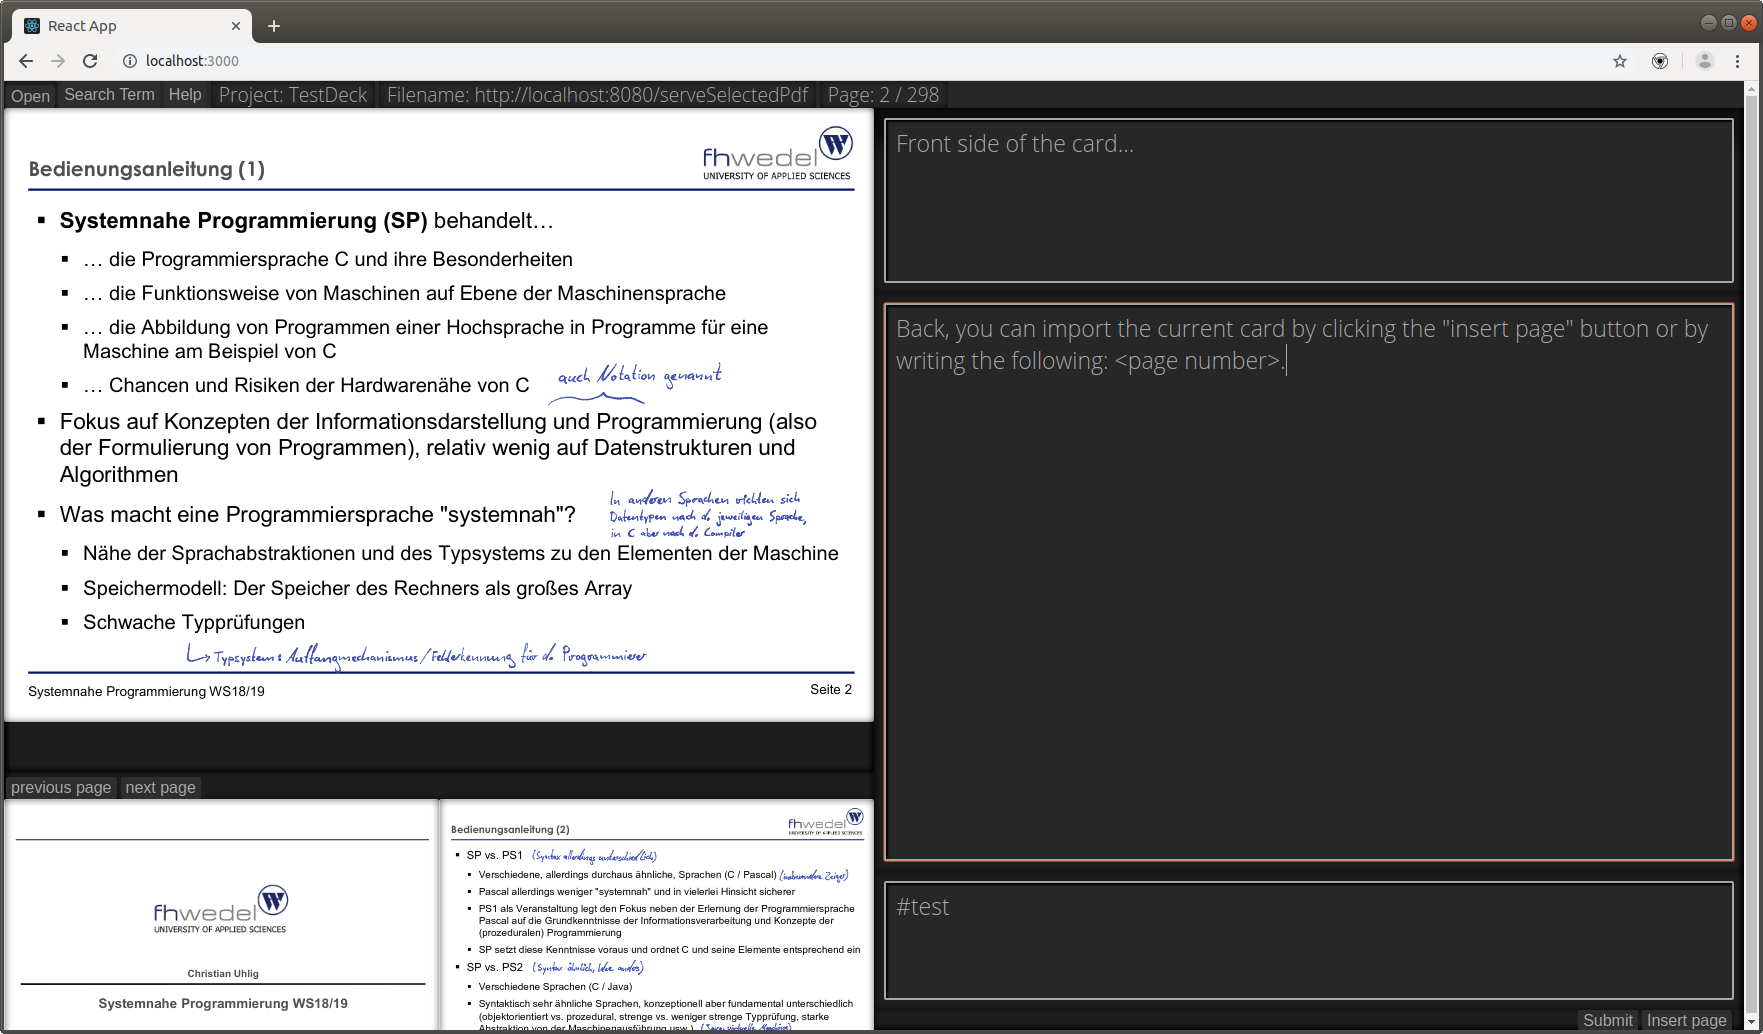 React App
localhost:3000
Open Search Term Help Project: TestDeck Filename: http://localhost:8080/serveSelectedPdf Page: 2 / 298
fhwedel
UNIVERSITY OF APPLIED SCIENCES
Bedienungsanleitung (1)
Systemnahe Programmierung (SP) behandelt…
… die Programmiersprache C und ihre Besonderheiten
… die Funktionsweise von Maschinen auf Ebene der Maschinensprache
… die Abbildung von Programmen einer Hochsprache in Programme für eine
Maschine am Beispiel von C
… Chancen und Risiken der Hardwarenähe von C
auch Notation genannt
Fokus auf Konzepten der Informationsdarstellung und Programmierung (also
der Formulierung von Programmen), relativ wenig auf Datenstrukturen und
Algorithmen
Was macht eine Programmiersprache "systemnah"?
In anderen Sprachen richten sich
Datentypen nach d. jeweiligen Sprache,
in C aber nach d. Compiler
Nähe der Sprachabstraktionen und des Typsystems zu den Elementen der Maschine
Speichermodell: Der Speicher des Rechners als großes Array
Schwache Typprüfungen
Typsystem: Auffangmechanismus/Fehlerkennung für d. Programmierer
Systemnahe Programmierung WS18/19
Seite 2
previous page next page
fhwedel
UNIVERSITY OF APPLIED SCIENCES
Christian Uhlig
Systemnahe Programmierung WS18/19
Bedienungsanleitung (2)
fhwedel
UNIVERSITY OF APPLIED SCIENCES
SP vs. PS1 (Syntax allerdings unterschiedlich)
Verschiedene, allerdings durchaus ähnliche, Sprachen (C / Pascal) (insbesondere Zeiger)
Pascal allerdings weniger "systemnah" und in vielerlei Hinsicht sicherer
PS1 als Veranstaltung legt den Fokus neben der Erlernung der Programmiersprache
Pascal auf die Grundkenntnisse der Informationsverarbeitung und Konzepte der
(prozeduralen) Programmierung
SP setzt diese Kenntnisse voraus und ordnet C und seine Elemente entsprechend ein
SP vs. PS2 (Syntax ähnlich, Idee anders)
Verschiedene Sprachen (C / Java)
Syntaktisch sehr ähnliche Sprachen, konzeptionell aber fundamental unterschiedlich
(objektorientiert vs. prozedural, strenge vs. weniger strenge Typprüfung, starke
Abstraktion von der Maschinenausführung usw.)
Front side of the card...
Back, you can import the current card by clicking the "insert page" button or by
writing the following: <page number>.
#test
Submit Insert page